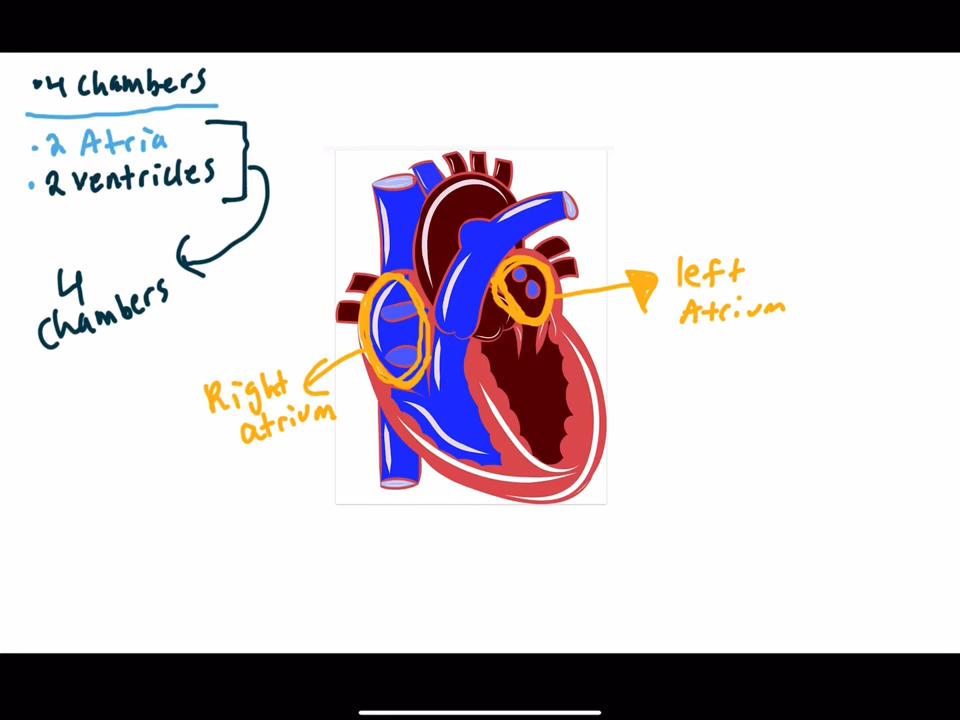 • 4 Chambers
• 2 Atria
• 2 ventricles
4
chambers
Right
atrium
left
Atrium